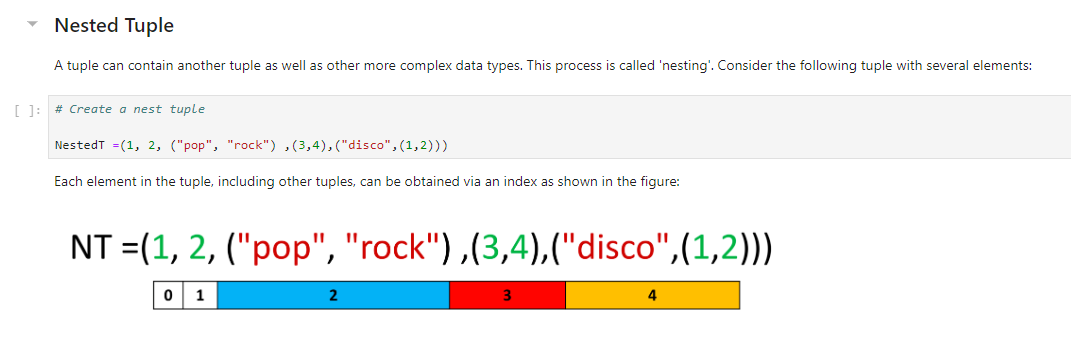 Nested Tuple
A tuple can contain another tuple as well as other more complex data types. This process is called 'nesting'. Consider the following tuple with several elements:
[ ]: # Create a nest tuple
NestedT =(1, 2, ("pop", "rock") ,(3,4),("disco",(1,2)))
Each element in the tuple, including other tuples, can be obtained via an index as shown in the figure:
NT =(1, 2, ("pop", "rock") ,(3,4),("disco",(1,2)))
0 1 2 3 4